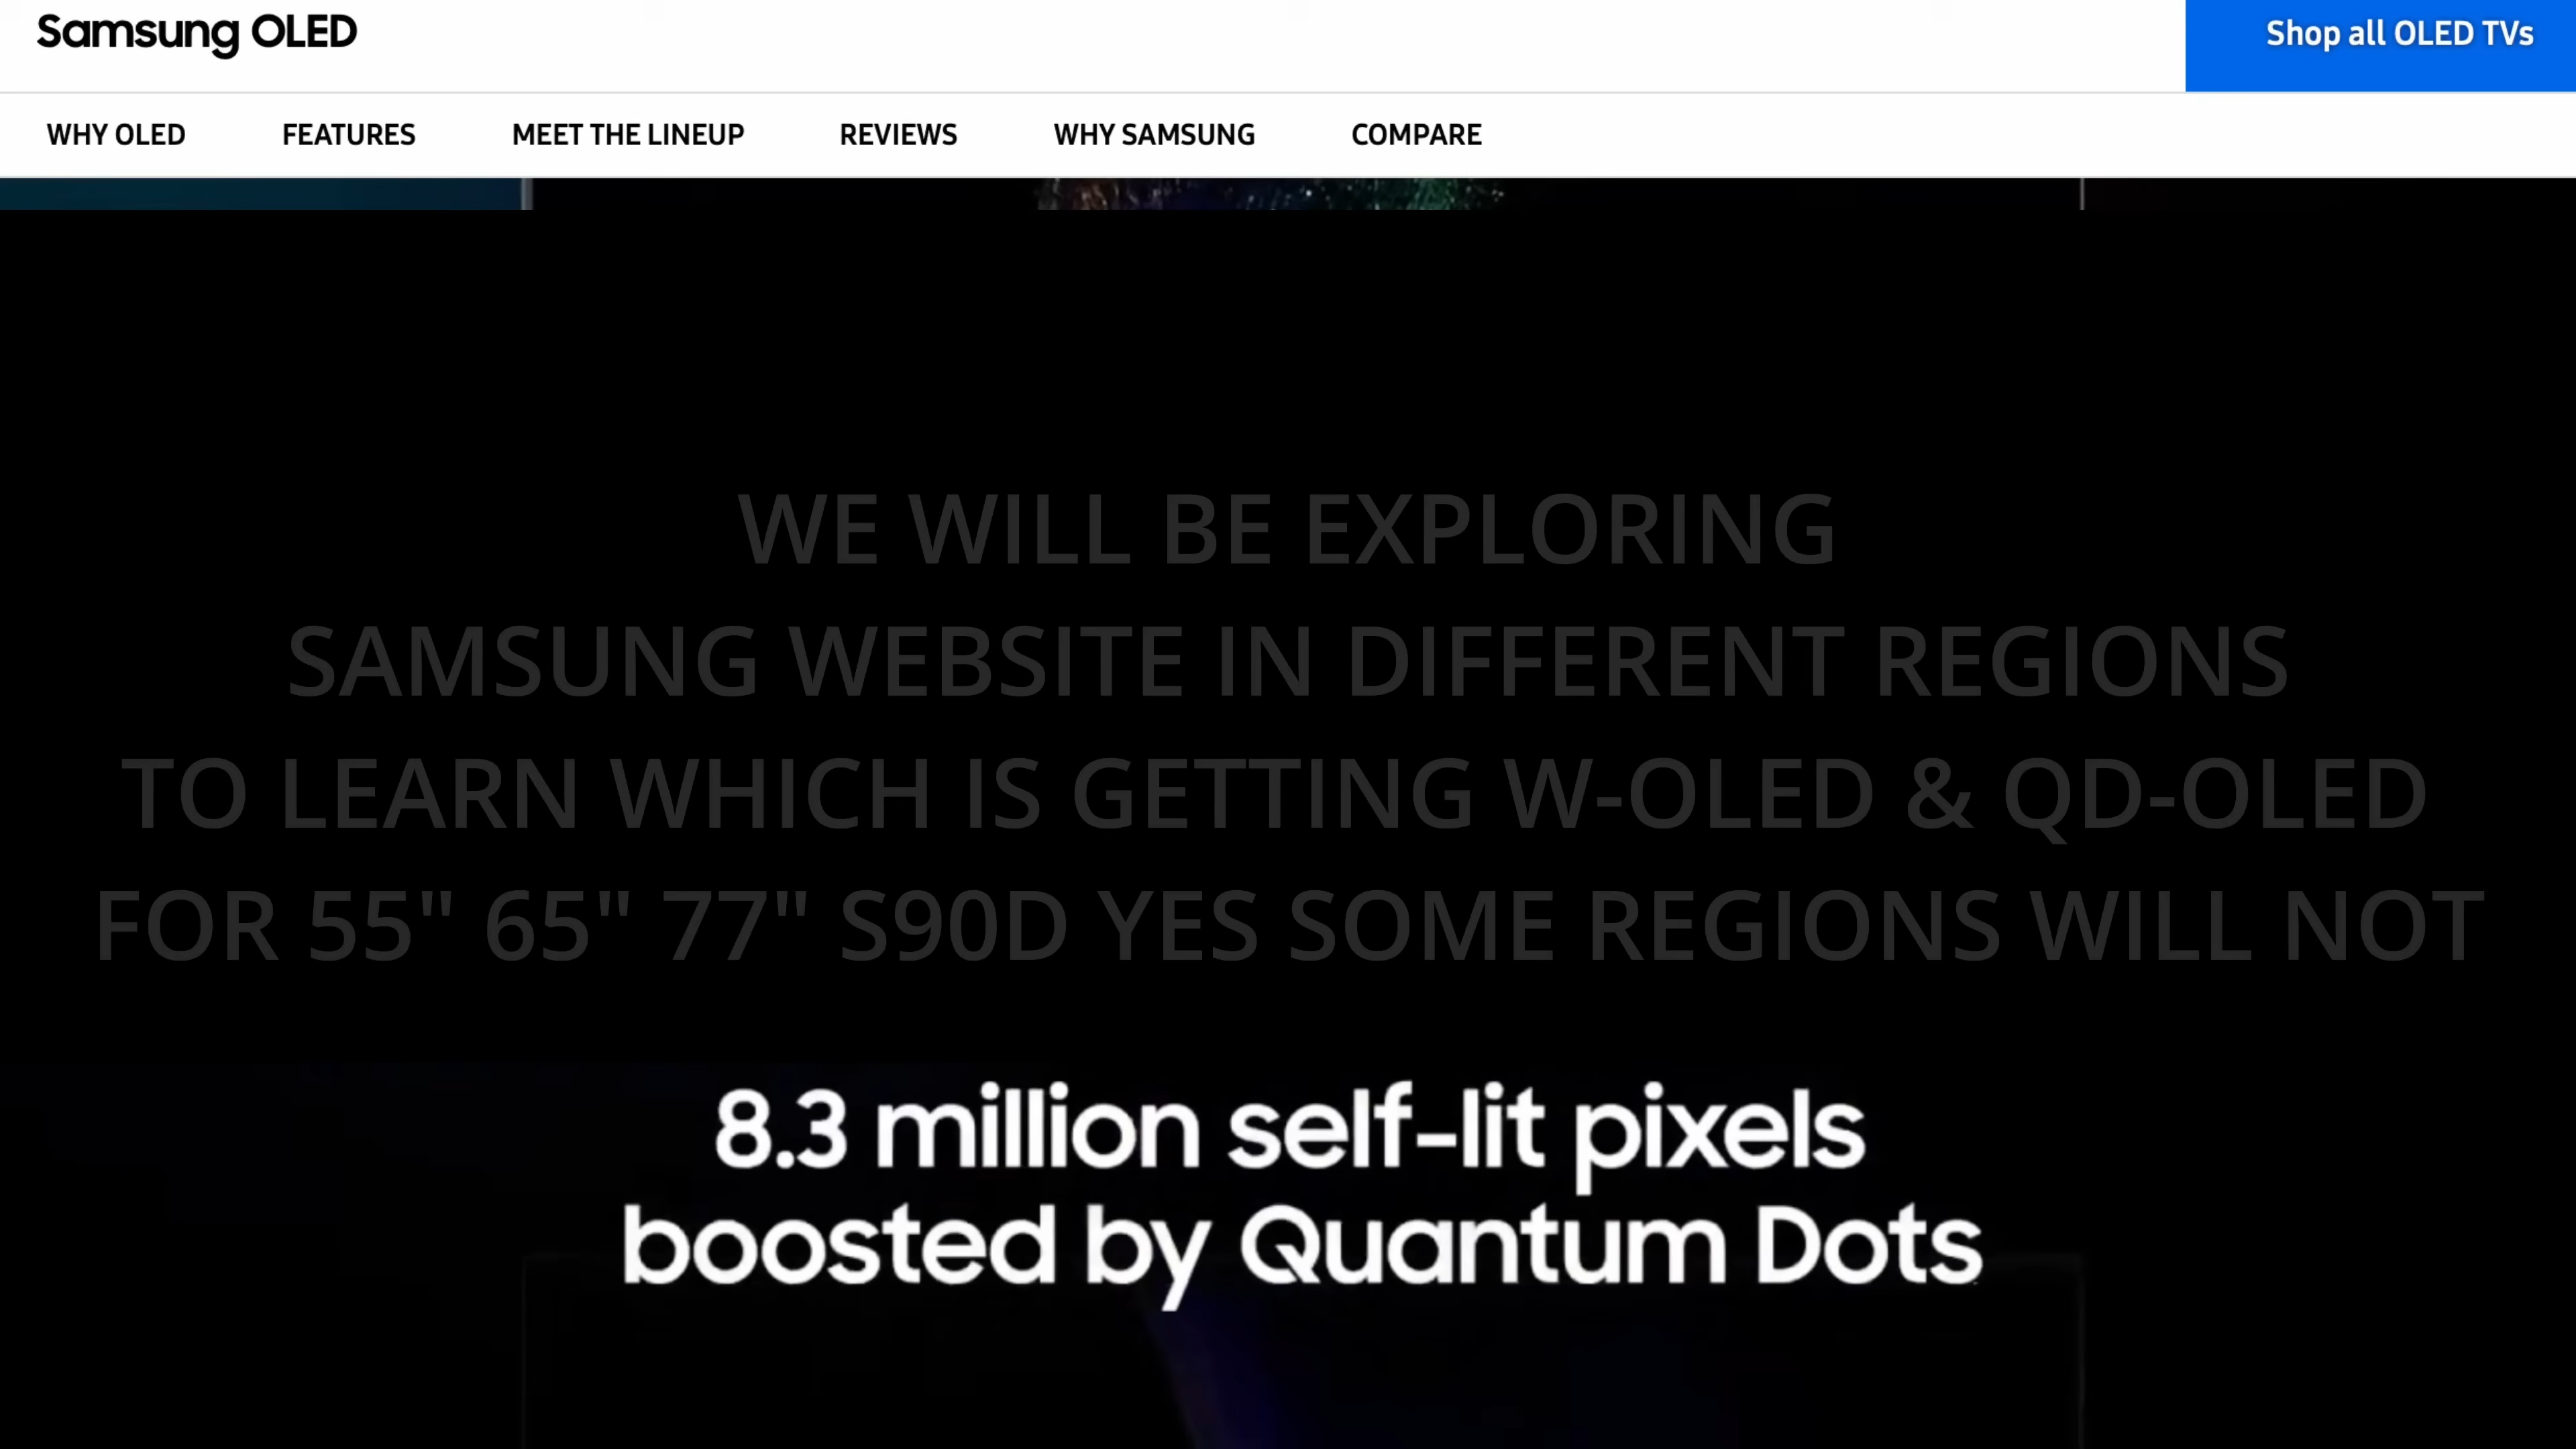 Samsung OLED
Shop all OLED TVs
WHY OLED FEATURES MEET THE LINEUP REVIEWS WHY SAMSUNG COMPARE
WE WILL BE EXPLORING
SAMSUNG WEBSITE IN DIFFERENT REGIONS
TO LEARN WHICH IS GETTING W-OLED & QD-OLED
FOR 55" 65" 77" S90D YES SOME REGIONS WILL NOT
8.3 million self-lit pixels
boosted by Quantum Dots